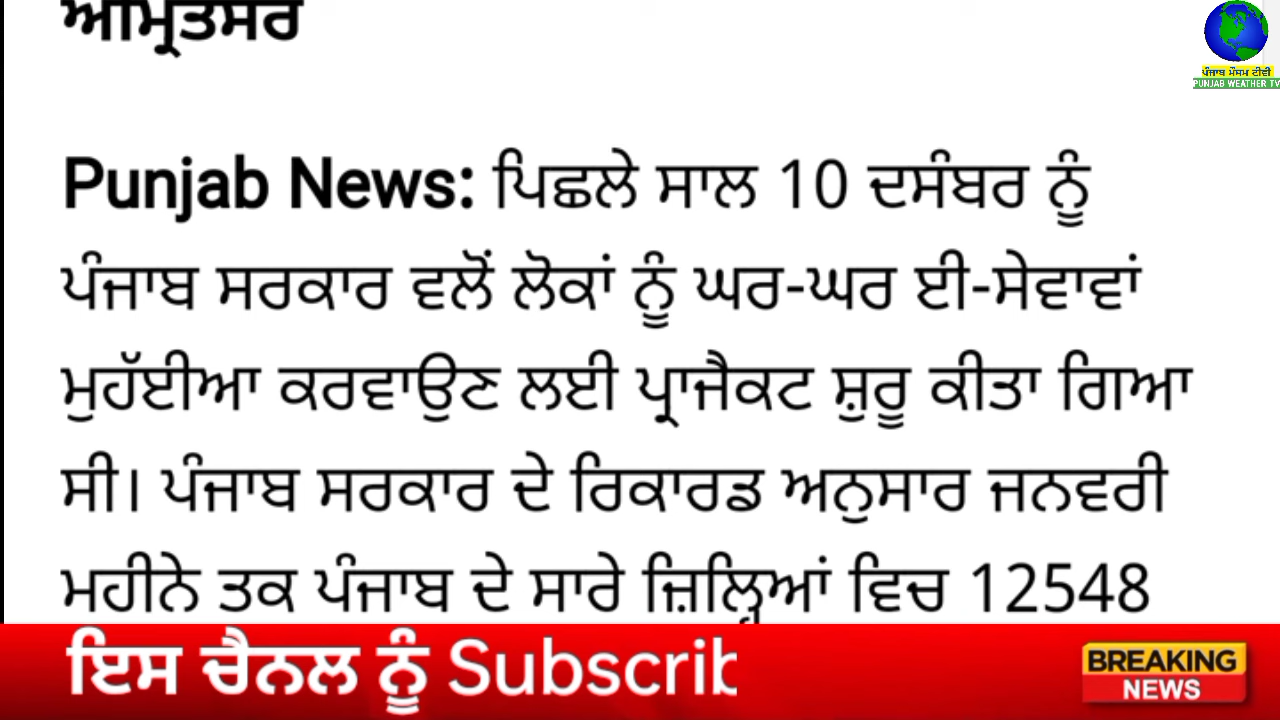 ਅੰਮ੍ਰਿਤਸਰ
ਪੰਜਾਬ ਮੌਸਮ ਟੀਵੀ
PUNJAB WEATHER TV
Punjab News: ਪਿਛਲੇ ਸਾਲ 10 ਦਸੰਬਰ ਨੂੰ
ਪੰਜਾਬ ਸਰਕਾਰ ਵਲੋਂ ਲੋਕਾਂ ਨੂੰ ਘਰ-ਘਰ ਈ-ਸੇਵਾਵਾਂ
ਮੁਹੱਈਆ ਕਰਵਾਉਣ ਲਈ ਪ੍ਰਾਜੈਕਟ ਸ਼ੁਰੂ ਕੀਤਾ ਗਿਆ
ਸੀ। ਪੰਜਾਬ ਸਰਕਾਰ ਦੇ ਰਿਕਾਰਡ ਅਨੁਸਾਰ ਜਨਵਰੀ
ਮਹੀਨੇ ਤਕ ਪੰਜਾਬ ਦੇ ਸਾਰੇ ਜ਼ਿਲ੍ਹਿਆਂ ਵਿਚ 12548
ਇਸ ਚੈਨਲ ਨੂੰ Subscrib
BREAKING
NEWS